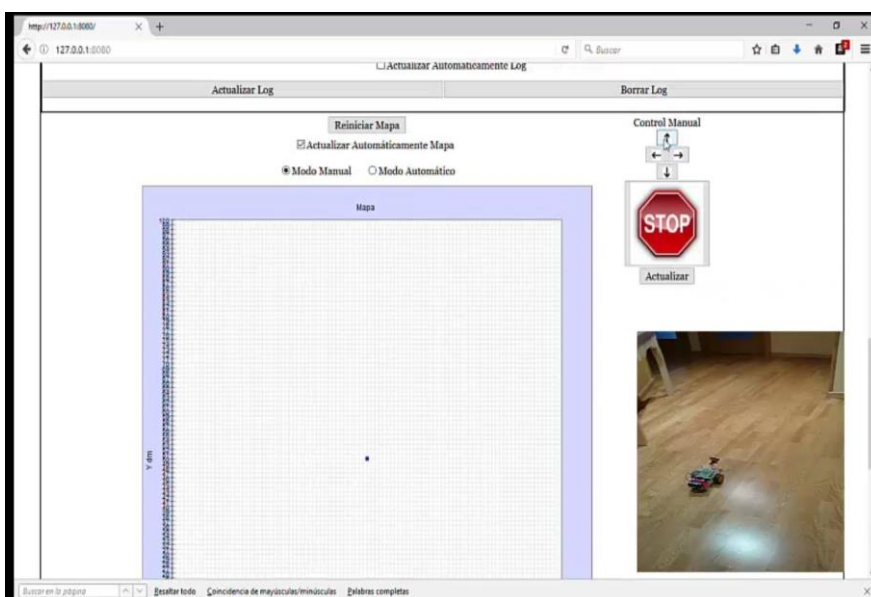 http://127.0.0.1:8080/
127.0.0.1:8080
Buscar
Actualizar Automaticamente Log
Actualizar Log
Borrar Log
Reiniciar Mapa
Actualizar Automáticamente Mapa
Modo Manual Modo Automático
Control Manual
↑
← →
↓
STOP
Actualizar
Mapa
Y dm
Buscar en la página
Resaltar todo Coincidencia de mayúsculas/minúsculas Palabras completas